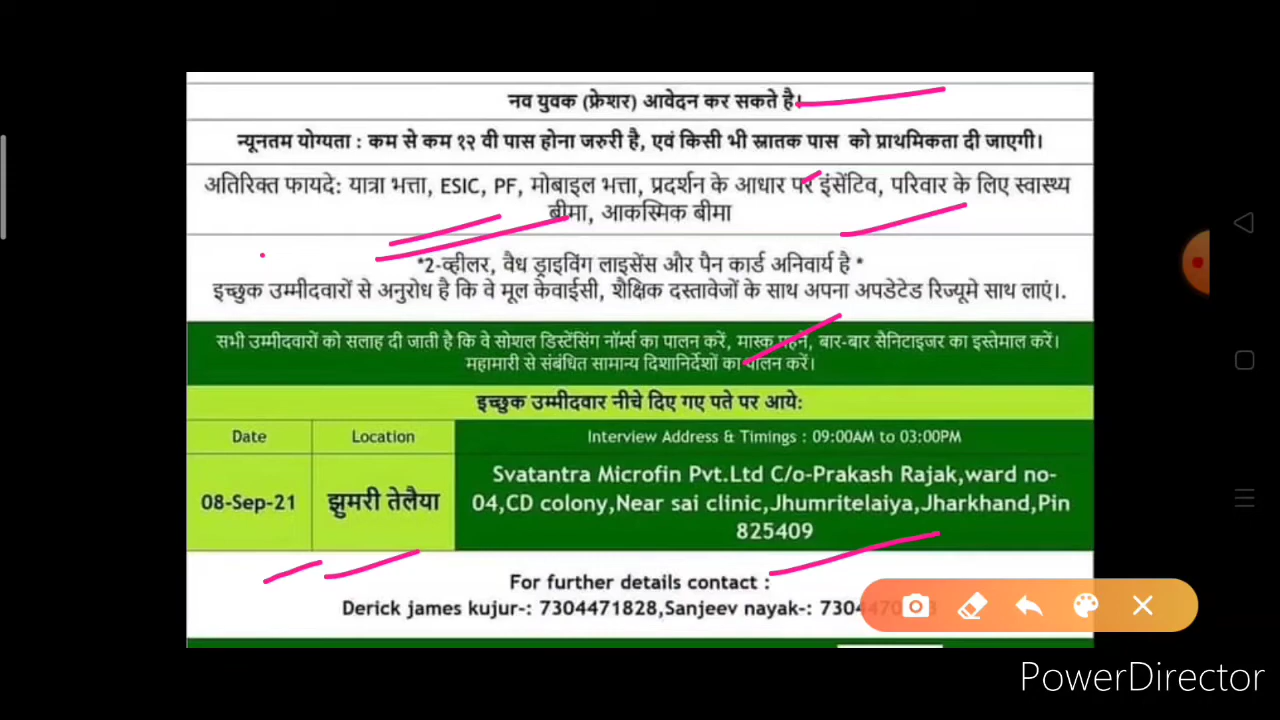 नव युवक (फ्रेशर) आवेदन कर सकते है।
न्यूनतम योग्यता : कम से कम १२ वी पास होना जरुरी है, एवं किसी भी स्नातक पास को प्राथमिकता दी जाएगी।
अतिरिक्त फायदे: यात्रा भत्ता, ESIC, PF, मोबाइल भत्ता, प्रदर्शन के आधार पर इंसेंटिव, परिवार के लिए स्वास्थ्य
बीमा, आकस्मिक बीमा
*2-व्हीलर, वैध ड्राइविंग लाइसेंस और पैन कार्ड अनिवार्य है *
इच्छुक उम्मीदवारों से अनुरोध है कि वे मूल केवाईसी, शैक्षिक दस्तावेजों के साथ अपना अपडेटेड रिज्यूमे साथ लाएं।.
सभी उम्मीदवारों को सलाह दी जाती है कि वे सोशल डिस्टेंसिंग नॉर्म्स का पालन करें, मास्क पहनें, बार-बार सैनिटाइजर का इस्तेमाल करें।
महामारी से संबंधित सामान्य दिशानिर्देशों का पालन करें।
इच्छुक उम्मीदवार नीचे दिए गए पते पर आये:
Date Location Interview Address & Timings : 09:00AM to 03:00PM
08-Sep-21 झुमरी तेलैया
Svatantra Microfin Pvt.Ltd C/o-Prakash Rajak,ward no-
04,CD colony,Near sai clinic,Jhumritelaiya,Jharkhand,Pin
825409
For further details contact :
Derick james kujur-: 7304471828,Sanjeev nayak-:
PowerDirector